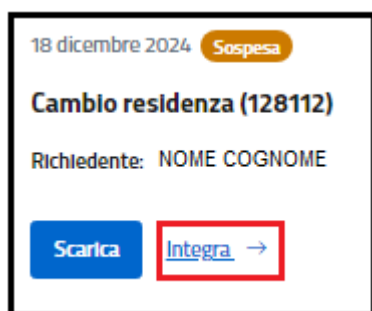 18 dicembre 2024 Sospesa
Cambio residenza (128112)
Richiedente: NOME COGNOME
Scarica Integra →